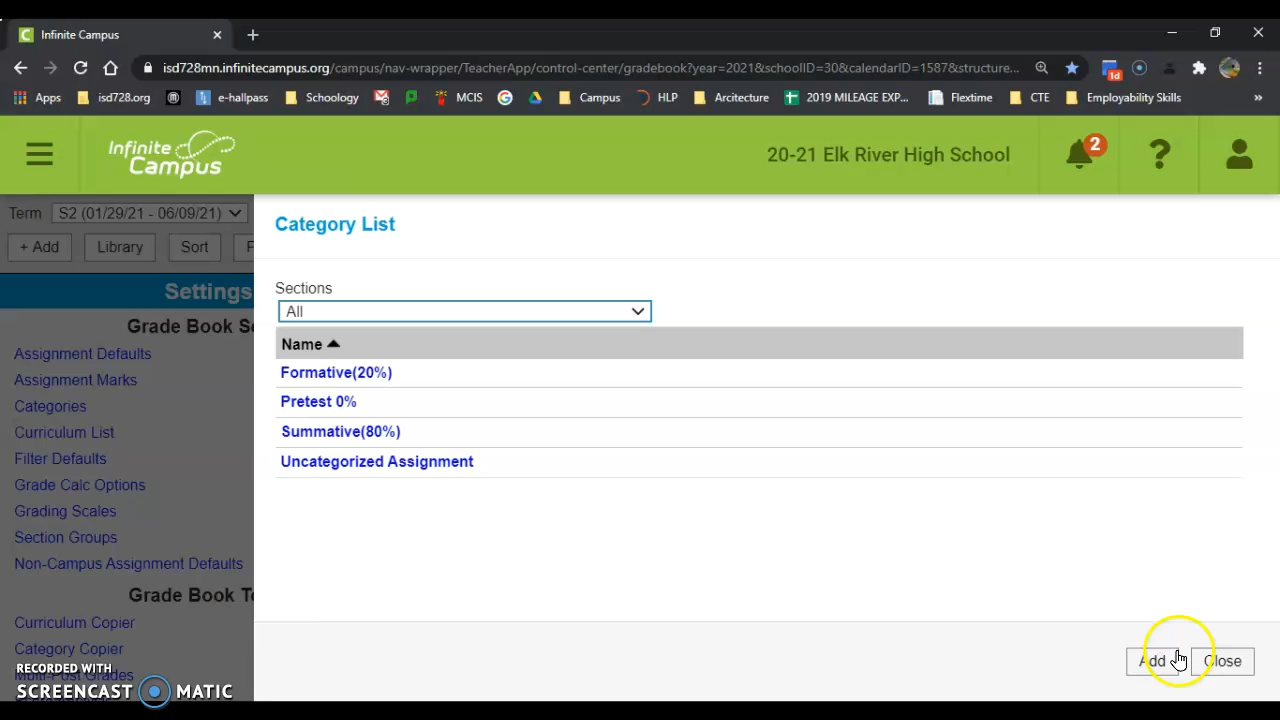 Infinite Campus
isd728mn.infinitecampus.org/campus/nav-wrapper/TeacherApp/control-center/gradebook?year=2021&schoolID=30&calendarID=1587&structure...
1d
Apps isd728.org e-hallpass Schoology MCIS Campus HLP Arcitecture 2019 MILEAGE EXP... Flextime CTE Employability Skills »
Infinite Campus
20-21 Elk River High School
2
Term S2 (01/29/21 - 06/09/21)
+ Add Library Sort
Settings
Grade Book
Assignment Defaults
Assignment Marks
Categories
Curriculum List
Filter Defaults
Grade Calc Options
Grading Scales
Section Groups
Non-Campus Assignment Defaults
Grade Book
Curriculum Copier
Category Copier
Multi-Post Grades
Category List
Sections
All
Name
Formative(20%)
Pretest 0%
Summative(80%)
Uncategorized Assignment
Add Close
RECORDED WITH
SCREENCAST MATIC